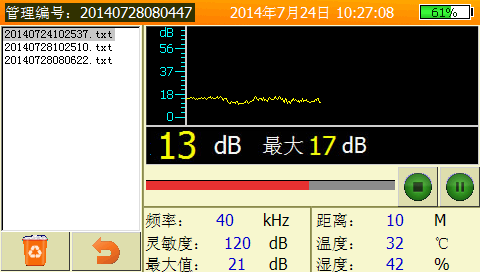 管理编号：20140728080447 2014年7月24日 10:27:08 61%
20140724102537.txt
20140728102510.txt
20140728080622.txt
dB
56
37
18
0
13 dB 最大 17 dB
频率： 40 kHz 距离： 10 M
灵敏度： 120 dB 温度： 32 ℃
最大值： 21 dB 湿度： 42 %